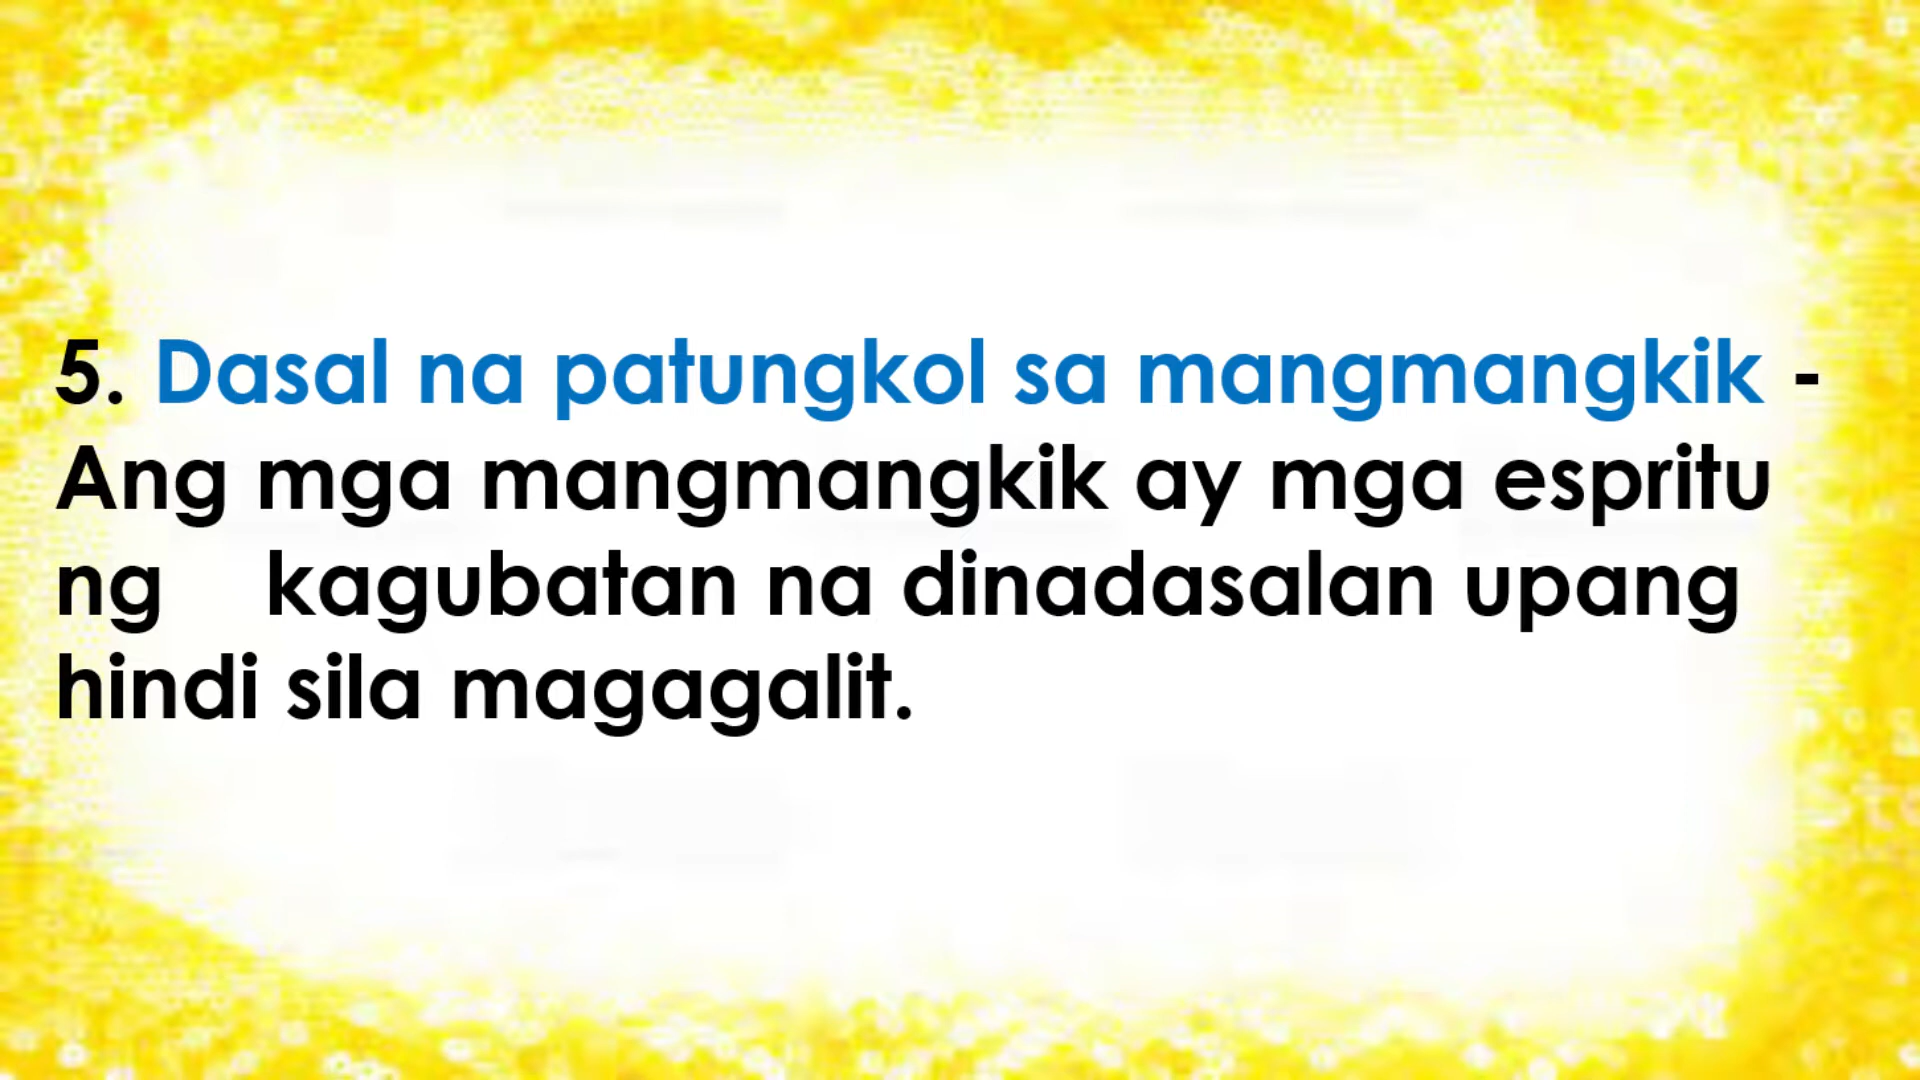 5. Dasal na patungkol sa mangmangkik -
Ang mga mangmangkik ay mga espritu
ng kagubatan na dinadasalan upang
hindi sila magagalit.